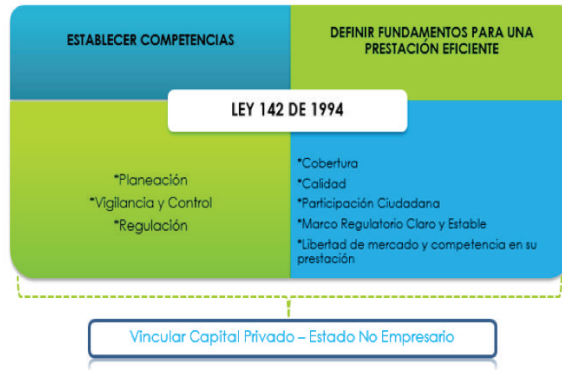 ESTABLECER COMPETENCIAS
DEFINIR FUNDAMENTOS PARA UNA
PRESTACIÓN EFICIENTE
LEY 142 DE 1994
*Planeación
*Vigilancia y Control
*Regulación
*Cobertura
*Calidad
*Participación Ciudadana
*Marco Regulatorio Claro y Estable
*Libertad de mercado y competencia en su
prestación
Vincular Capital Privado – Estado No Empresario